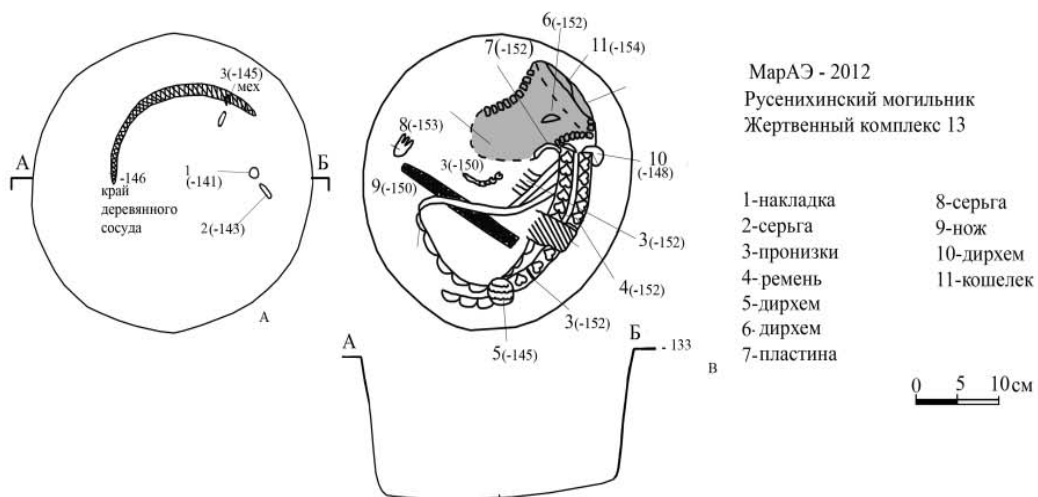 3(-145)
мех
А
Б
-146
край
деревянного
сосуда
1
(-141)
2(-143)
А
6(-152)
7(-152)
11(-154)
8(-153)
3(-150)
9(-150)
10
(-148)
3(-152)
4(-152)
3(-152)
5(-145)
А
Б
- 133
В
МарАЭ - 2012
Русенихинский могильник
Жертвенный комплекс 13
1-накладка
2-серьга
3-пронизки
4-ремень
5-дирхем
6-дирхем
7-пластина
8-серьга
9-нож
10-дирхем
11-кошелек
0 5 10 см